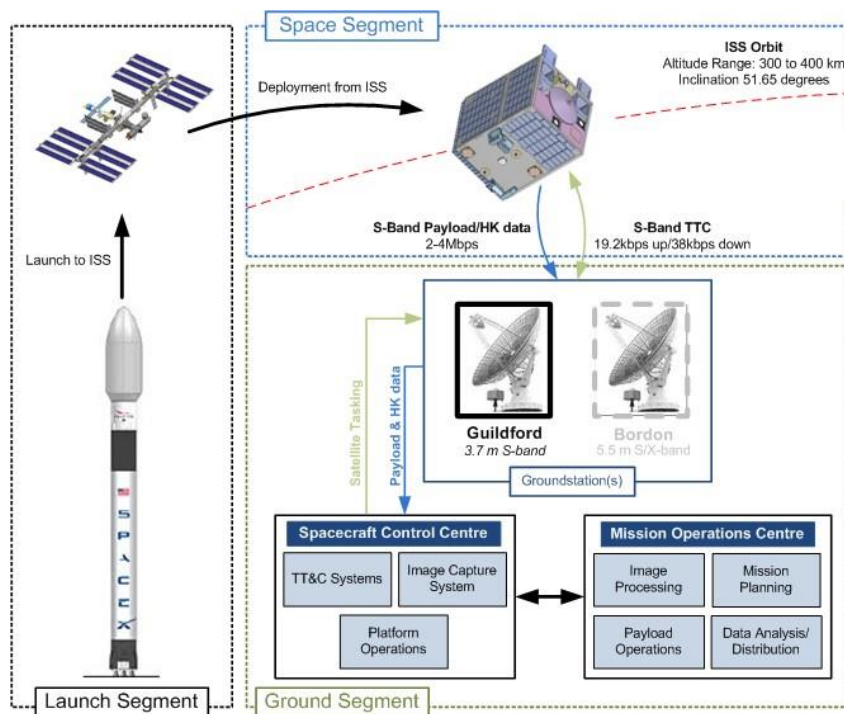 Space Segment
ISS Orbit
Altitude Range: 300 to 400 km
Inclination 51.65 degrees
Deployment from ISS
S-Band Payload/HK data
2-4Mbps
S-Band TTC
19.2kbps up/38kbps down
Launch to ISS
Satellite Tasking
Payload & HK data
Guildford
3.7 m S-band
Bordon
5.5 m S/X-band
Groundstation(s)
Spacecraft Control Centre
TT&C Systems
Image Capture
System
Platform
Operations
Mission Operations Centre
Image
Processing
Mission
Planning
Payload
Operations
Data Analysis/
Distribution
SPACEX
Launch Segment
Ground Segment